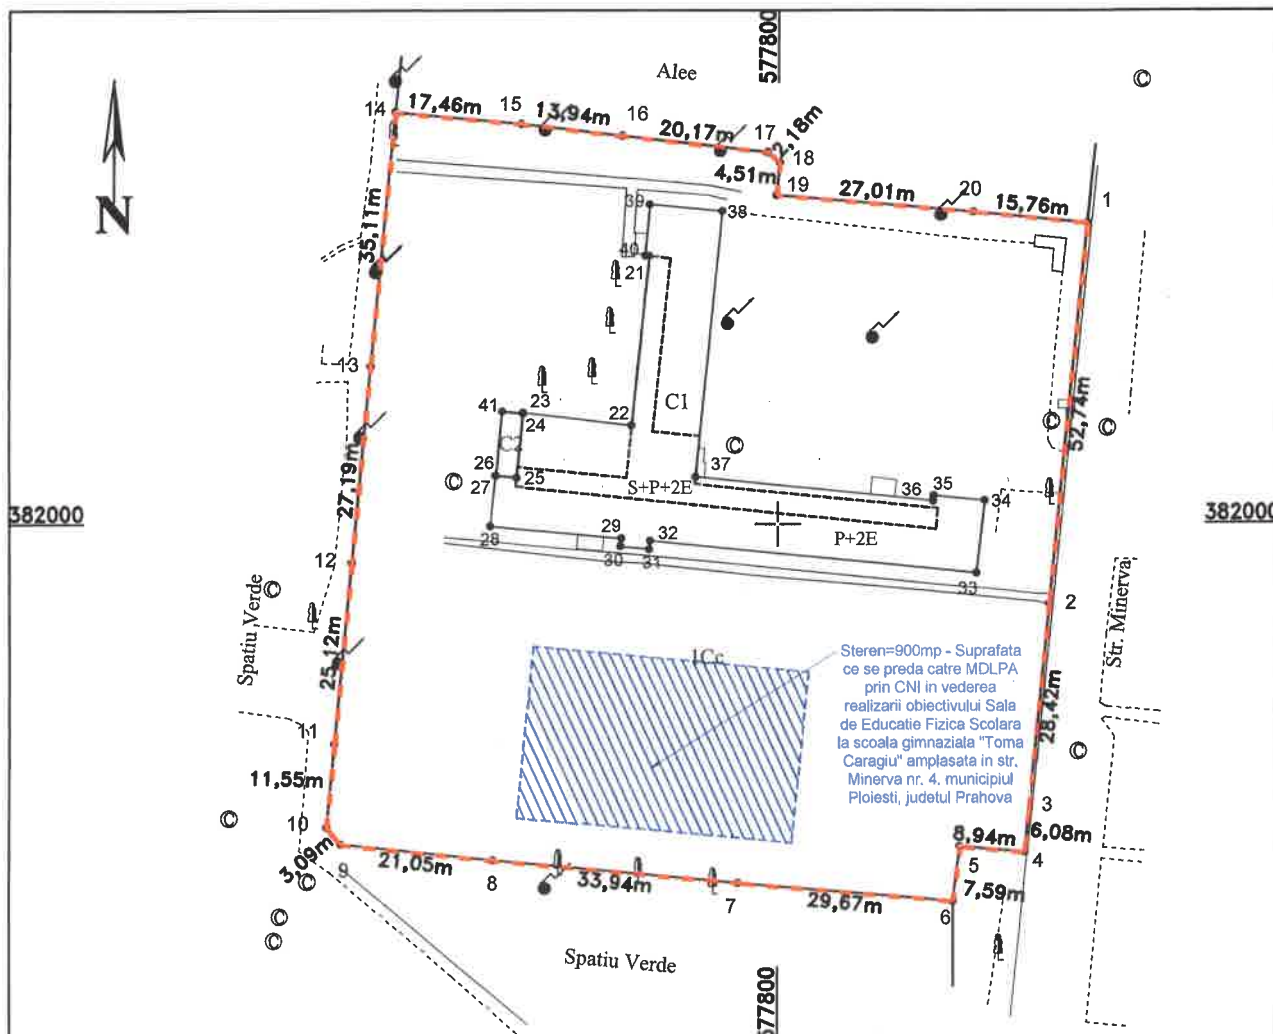 577800
Alee
14
17,46m
15
13,94m
16
20,17m
17
2,18m
18
4,51m
19
27,01m
20
15,76m
1
N
35,11m
39
38
40
21
13
C1
52,74m
41
23
24
22
26
27
25
37
S+P+2E
36
35
34
27,19m
382000
382000
28
29
30
32
31
P+2E
33
12
2
Spatiu Verde
25,12m
1Cc
Str. Minerva
Steren=900mp - Suprafata
ce se preda catre MDLPA
prin CNI in vederea
realizarii obiectivului Sala
de Educatie Fizica Scolara
la scoala gimnaziala "Toma
Caragiu" amplasata in str.
Minerva nr. 4, municipiul
Ploiesti, judetul Prahova
28,42m
11
11,55m
10
3
6,08m
8,94m
4
5
7,59m
3,09m
9
21,05m
8
33,94m
7
29,67m
6
Spatiu Verde
577800